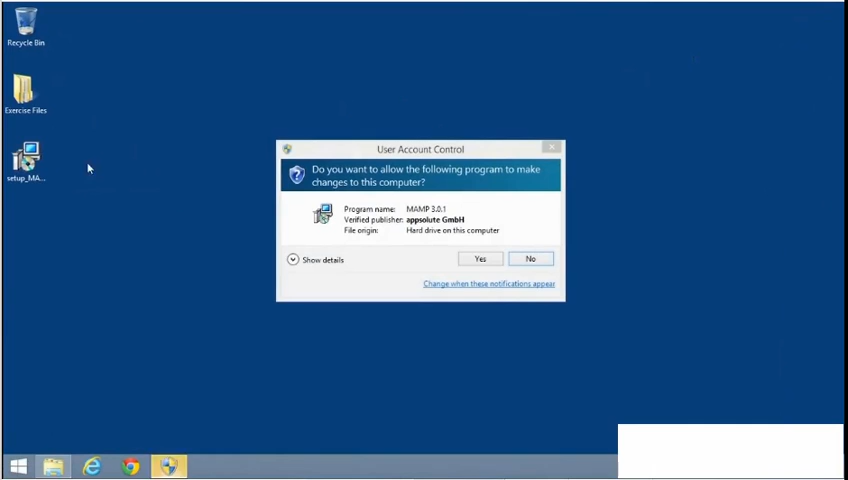 Recycle Bin
Exercise Files
setup_MA...
User Account Control
Do you want to allow the following program to make
changes to this computer?
Program name: MAMP 3.0.1
Verified publisher: appsolute GmbH
File origin: Hard drive on this computer
Show details
Yes
No
Change when these notifications appear